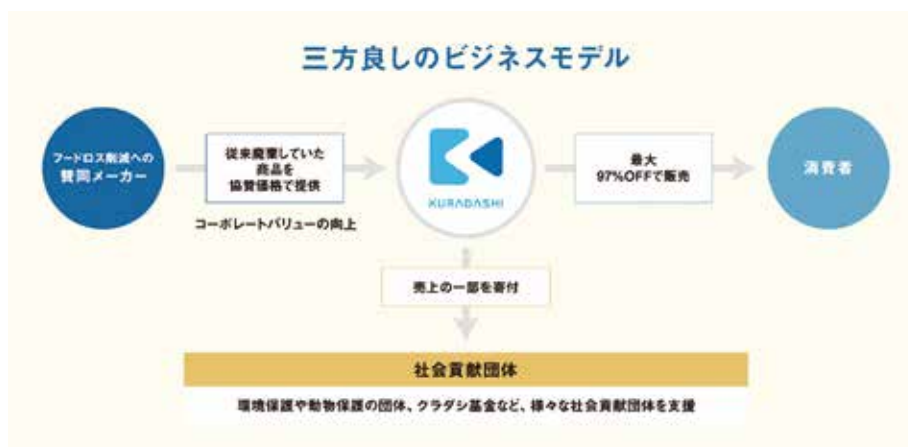 三方良しのビジネスモデル
フードロス削減への
賛同メーカー
従来廃棄していた
商品を
協賛価格で提供
コーポレートバリューの向上
KURADASHI
最大
97%OFFで販売
消費者
売上の一部を寄付
社会貢献団体
環境保護や動物保護の団体、クラダシ基金など、様々な社会貢献団体を支援